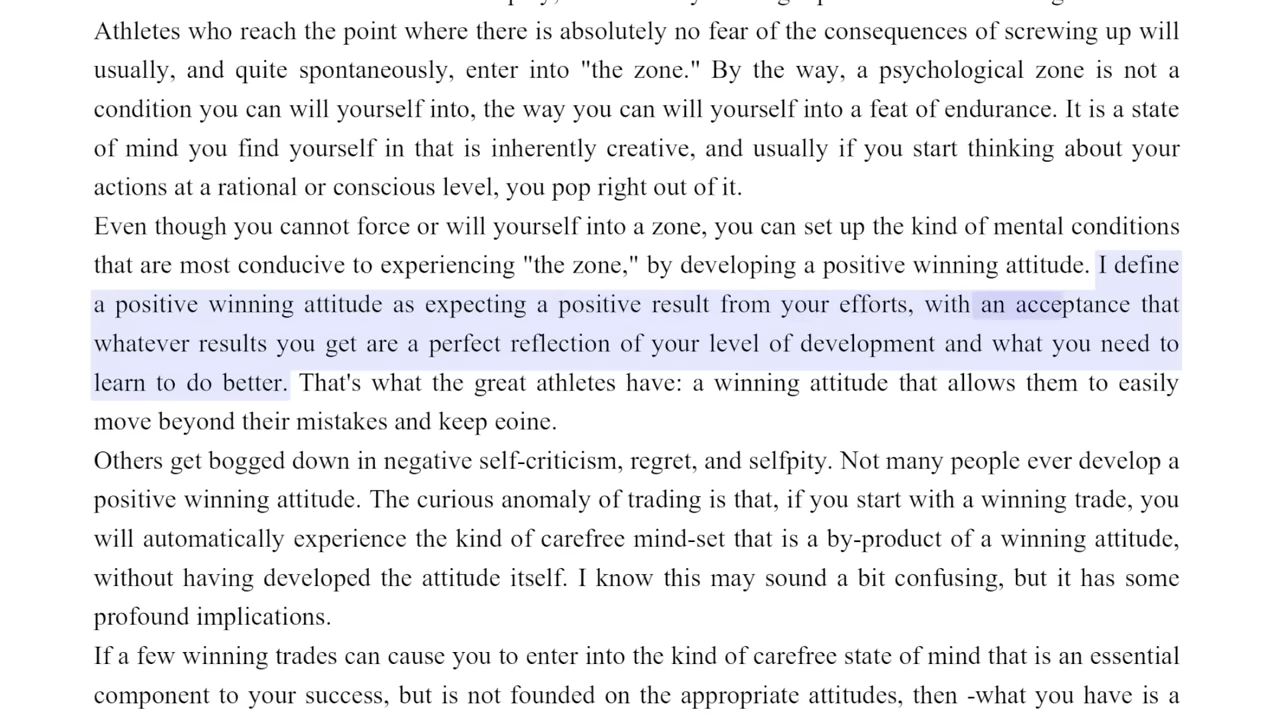 Athletes who reach the point where there is absolutely no fear of the consequences of screwing up will
usually, and quite spontaneously, enter into "the zone." By the way, a psychological zone is not a
condition you can will yourself into, the way you can will yourself into a feat of endurance. It is a state
of mind you find yourself in that is inherently creative, and usually if you start thinking about your
actions at a rational or conscious level, you pop right out of it.
Even though you cannot force or will yourself into a zone, you can set up the kind of mental conditions
that are most conducive to experiencing "the zone," by developing a positive winning attitude. I define
a positive winning attitude as expecting a positive result from your efforts, with an acceptance that
whatever results you get are a perfect reflection of your level of development and what you need to
learn to do better. That's what the great athletes have: a winning attitude that allows them to easily
move beyond their mistakes and keep eoine.
Others get bogged down in negative self-criticism, regret, and selfpity. Not many people ever develop a
positive winning attitude. The curious anomaly of trading is that, if you start with a winning trade, you
will automatically experience the kind of carefree mind-set that is a by-product of a winning attitude,
without having developed the attitude itself. I know this may sound a bit confusing, but it has some
profound implications.
If a few winning trades can cause you to enter into the kind of carefree state of mind that is an essential
component to your success, but is not founded on the appropriate attitudes, then -what you have is a